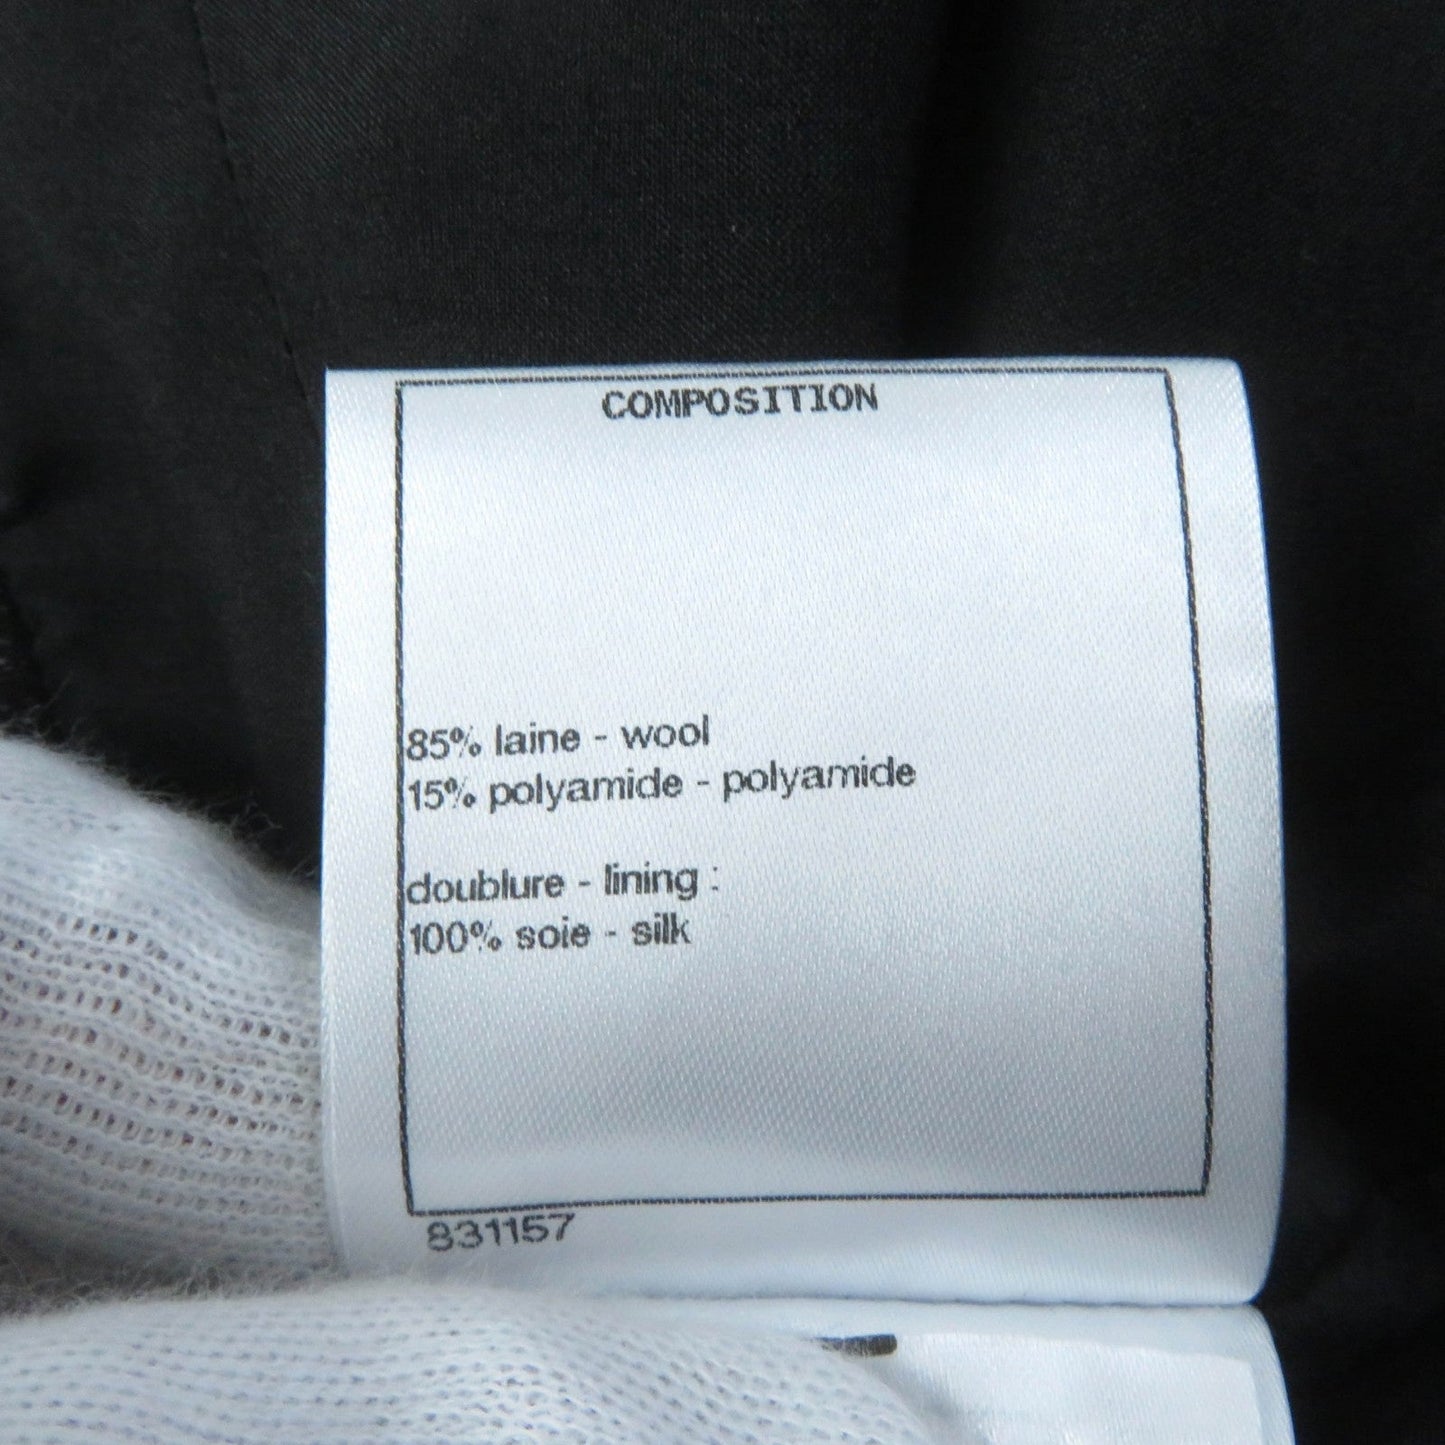 COMPOSITION
85% laine - wool
15% polyamide - polyamide
doublure - lining :
100% soie - silk
831157